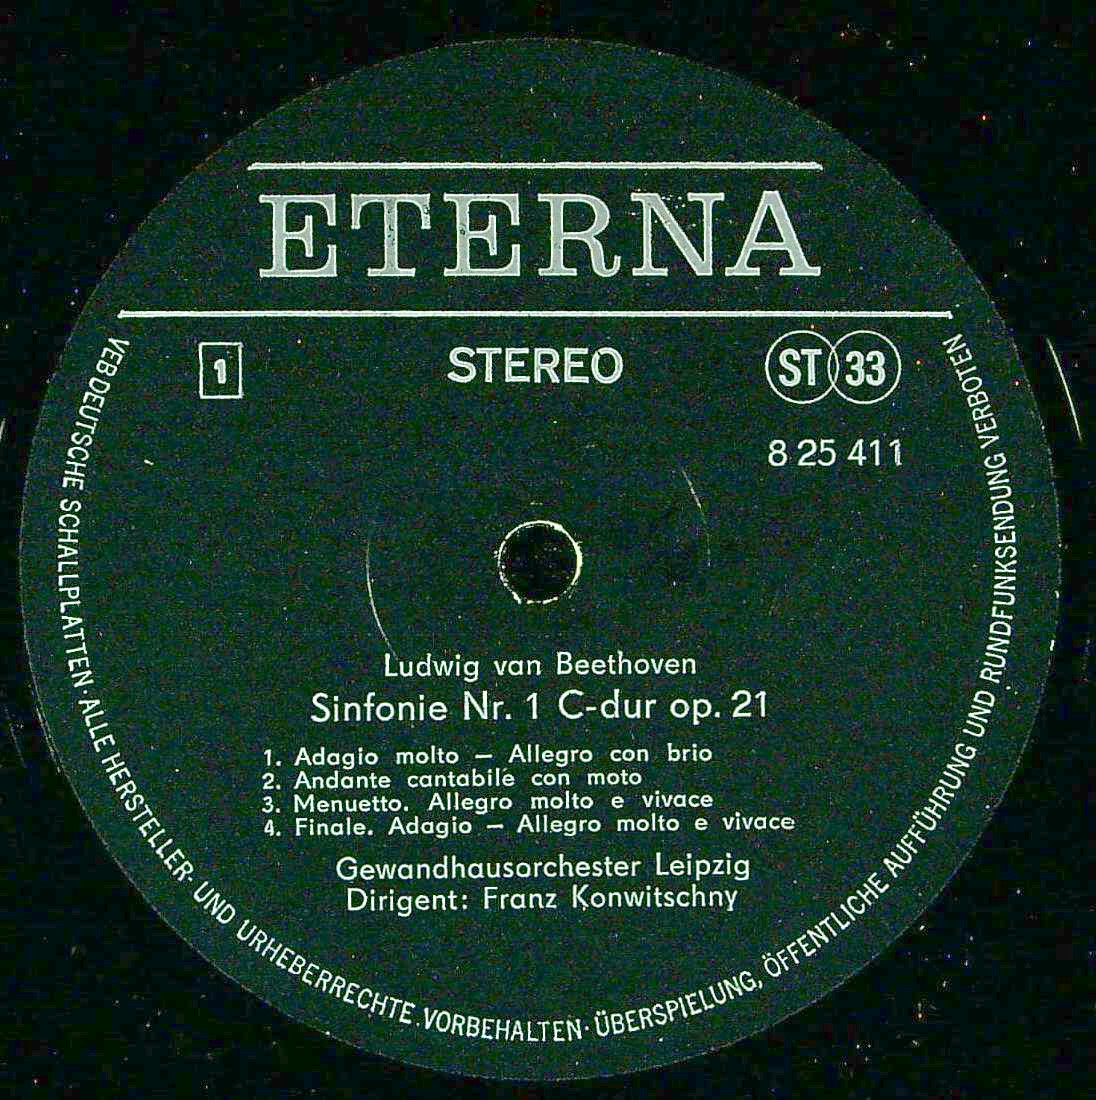 ETERNA
1 STEREO ST 33
8 25 411
Ludwig van Beethoven
Sinfonie Nr. 1 C-dur op. 21
1. Adagio molto – Allegro con brio
2. Andante cantabile con moto
3. Menuetto. Allegro molto e vivace
4. Finale. Adagio – Allegro molto e vivace
Gewandhausorchester Leipzig
Dirigent: Franz Konwitschny
VEB DEUTSCHE SCHALLPLATTEN · ALLE HERSTELLER- UND URHEBERRECHTE VORBEHALTEN · ÜBERSPIELUNG, ÖFFENTLICHE AUFFÜHRUNG UND RUNDFUNKSENDUNG VERBOTEN